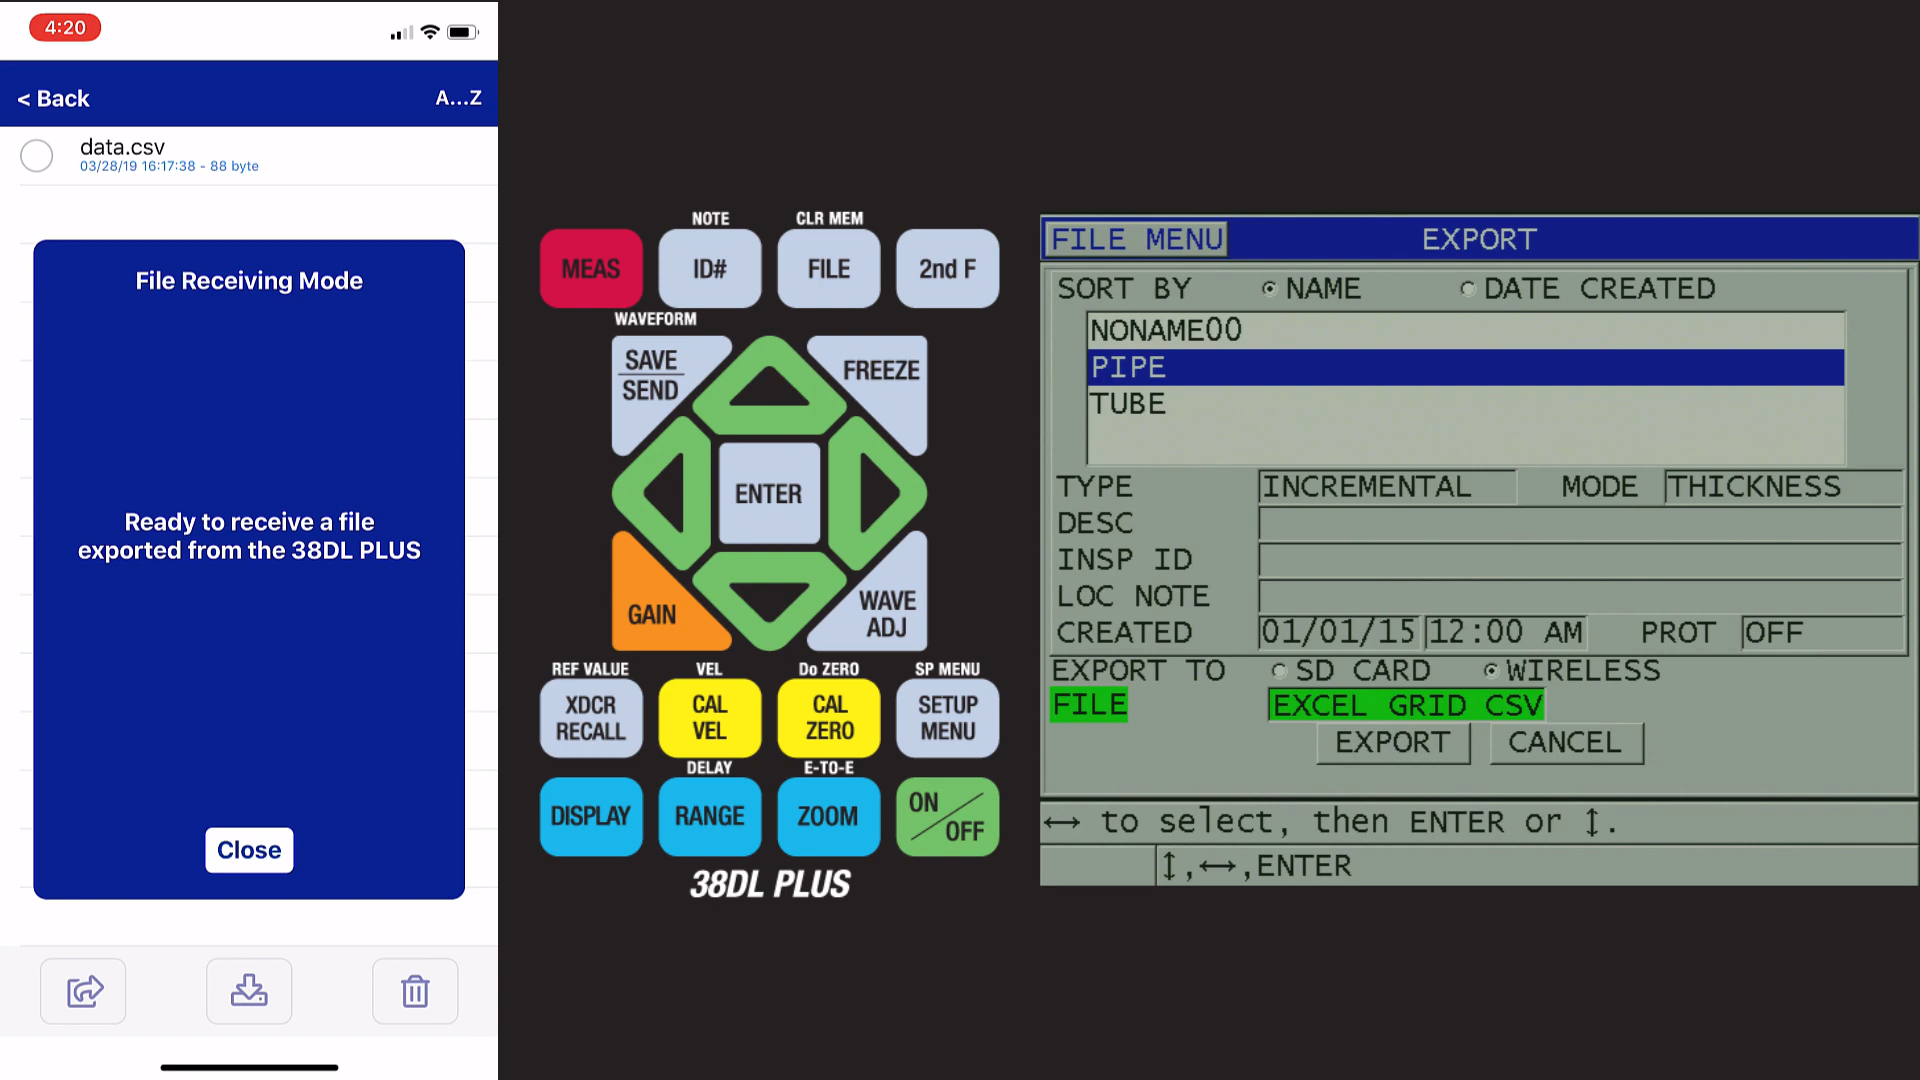 4:20
< Back
A...Z
data.csv
03/28/19 16:17:38 - 88 byte
File Receiving Mode
Ready to receive a file
exported from the 38DL PLUS
Close
NOTE
CLR MEM
MEAS
ID#
FILE
2nd F
WAVEFORM
SAVE
SEND
FREEZE
ENTER
GAIN
WAVE
ADJ
REF VALUE
VEL
Do ZERO
SP MENU
XDCR
RECALL
CAL
VEL
CAL
ZERO
SETUP
MENU
DELAY
E-TO-E
DISPLAY
RANGE
ZOOM
ON
OFF
38DL PLUS
FILE MENU
EXPORT
SORT BY NAME DATE CREATED
NONAME00
PIPE
TUBE
TYPE INCREMENTAL MODE THICKNESS
DESC
INSP ID
LOC NOTE
CREATED 01/01/15 12:00 AM PROT OFF
EXPORT TO SD CARD WIRELESS
FILE EXCEL GRID CSV
EXPORT CANCEL
↔ to select, then ENTER or ↕.
↕,↔,ENTER